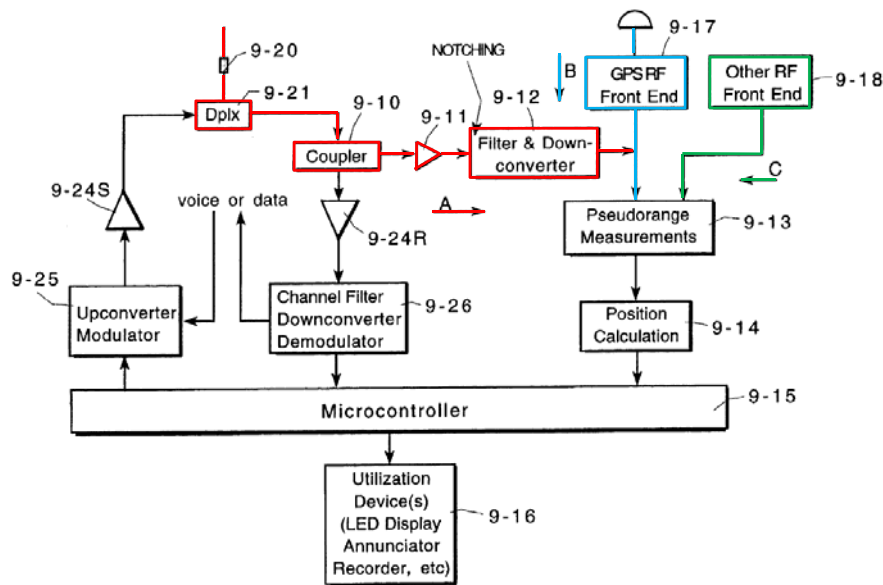 9-20
9-21
Dplx
9-10
Coupler
9-11
NOTCHING
9-12
Filter & Down-
converter
B
9-17
GPS RF
Front End
Other RF
Front End
9-18
A
C
9-24S
voice or data
9-24R
Pseudorange
Measurements
9-13
9-25
Upconverter
Modulator
Channel Filter
Downconverter
Demodulator
9-26
Position
Calculation
9-14
Microcontroller
9-15
Utilization
Device(s)
(LED Display
Annunciator
Recorder, etc)
9-16